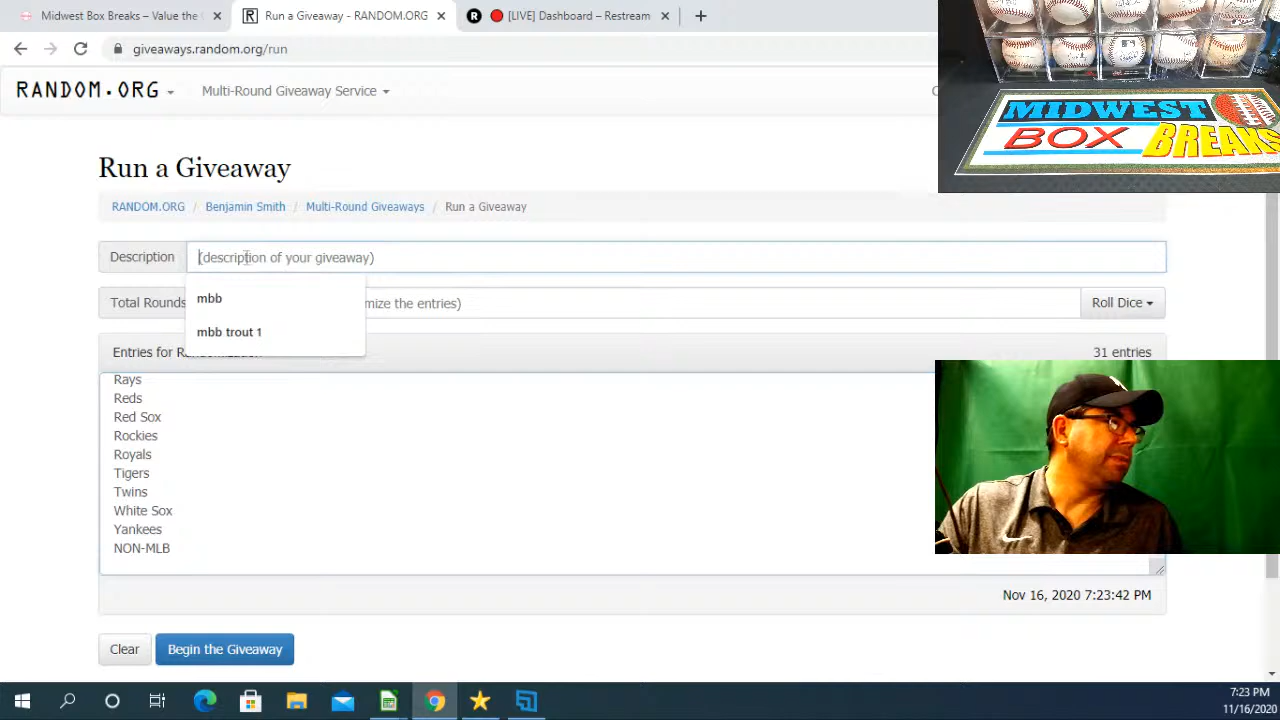 Midwest Box Breaks – Value the
Run a Giveaway - RANDOM.ORG
[LIVE] Dashboard – Restream
giveaways.random.org/run
RANDOM.ORG
Multi-Round Giveaway Service
MIDWEST
BOX BREAKS
Run a Giveaway
RANDOM.ORG / Benjamin Smith / Multi-Round Giveaways / Run a Giveaway
Description
(description of your giveaway)
mbb
mbb trout 1
Total Rounds
mize the entries)
Roll Dice
Entries for
31 entries
Rays
Reds
Red Sox
Rockies
Royals
Tigers
Twins
White Sox
Yankees
NON-MLB
Nov 16, 2020 7:23:42 PM
Clear
Begin the Giveaway
7:23 PM
11/16/2020